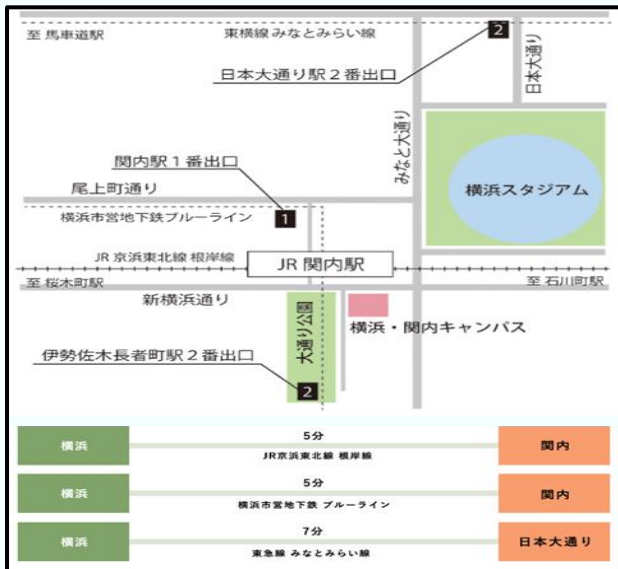 至 馬車道駅
東横線 みなとみらい線
2
日本大通り駅2番出口
日本大通り
みなと大通り
関内駅1番出口
尾上町通り
横浜市営地下鉄ブルーライン
1
横浜スタジアム
JR 京浜東北線 根岸線
JR 関内駅
至 桜木町駅
至 石川町駅
新横浜通り
大通り公園
横浜・関内キャンパス
伊勢佐木長者町駅2番出口
2
横浜
5分
JR京浜東北線 根岸線
関内
横浜
5分
横浜市営地下鉄 ブルーライン
関内
横浜
7分
東急線 みなとみらい線
日本大通り